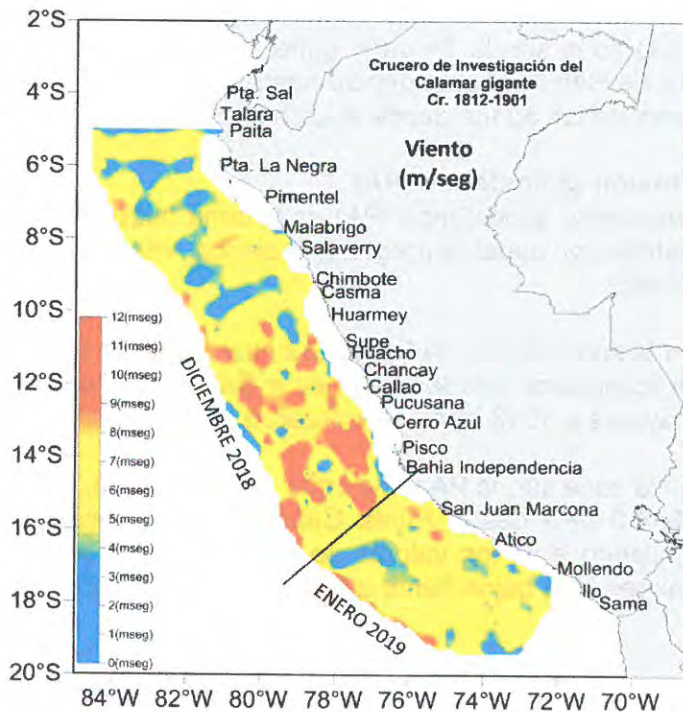 2°S
4°S
6°S
8°S
10°S
12°S
14°S
16°S
18°S
20°S
84°W
82°W
80°W
78°W
76°W
74°W
72°W
70°W
Crucero de Investigación del
Calamar gigante
Cr. 1812-1901
Viento
(m/seg)
Pta. Sal
Talara
Paita
Pta. La Negra
Pimentel
Malabrigo
Salaverry
Chimbote
Casma
Huarmey
Supe
Huacho
Chancay
Callao
Pucusana
Cerro Azul
Pisco
Bahia Independencia
San Juan Marcona
Atico
Mollendo
Ilo
Sama
DICIEMBRE 2018
ENERO 2019
12(mseg)
11(mseg)
10(mseg)
9(mseg)
8(mseg)
7(mseg)
6(mseg)
5(mseg)
4(mseg)
3(mseg)
2(mseg)
1(mseg)
0(mseg)